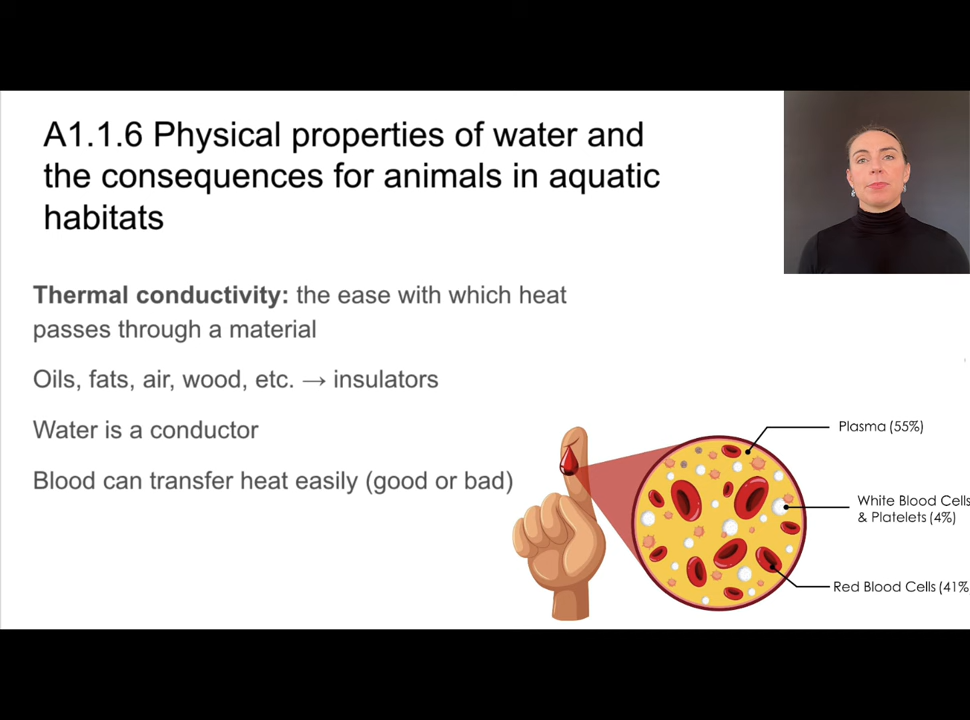 A1.1.6 Physical properties of water and
the consequences for animals in aquatic
habitats
Thermal conductivity: the ease with which heat
passes through a material
Oils, fats, air, wood, etc. → insulators
Water is a conductor
Blood can transfer heat easily (good or bad)
Plasma (55%)
White Blood Cells
& Platelets (4%)
Red Blood Cells (41%